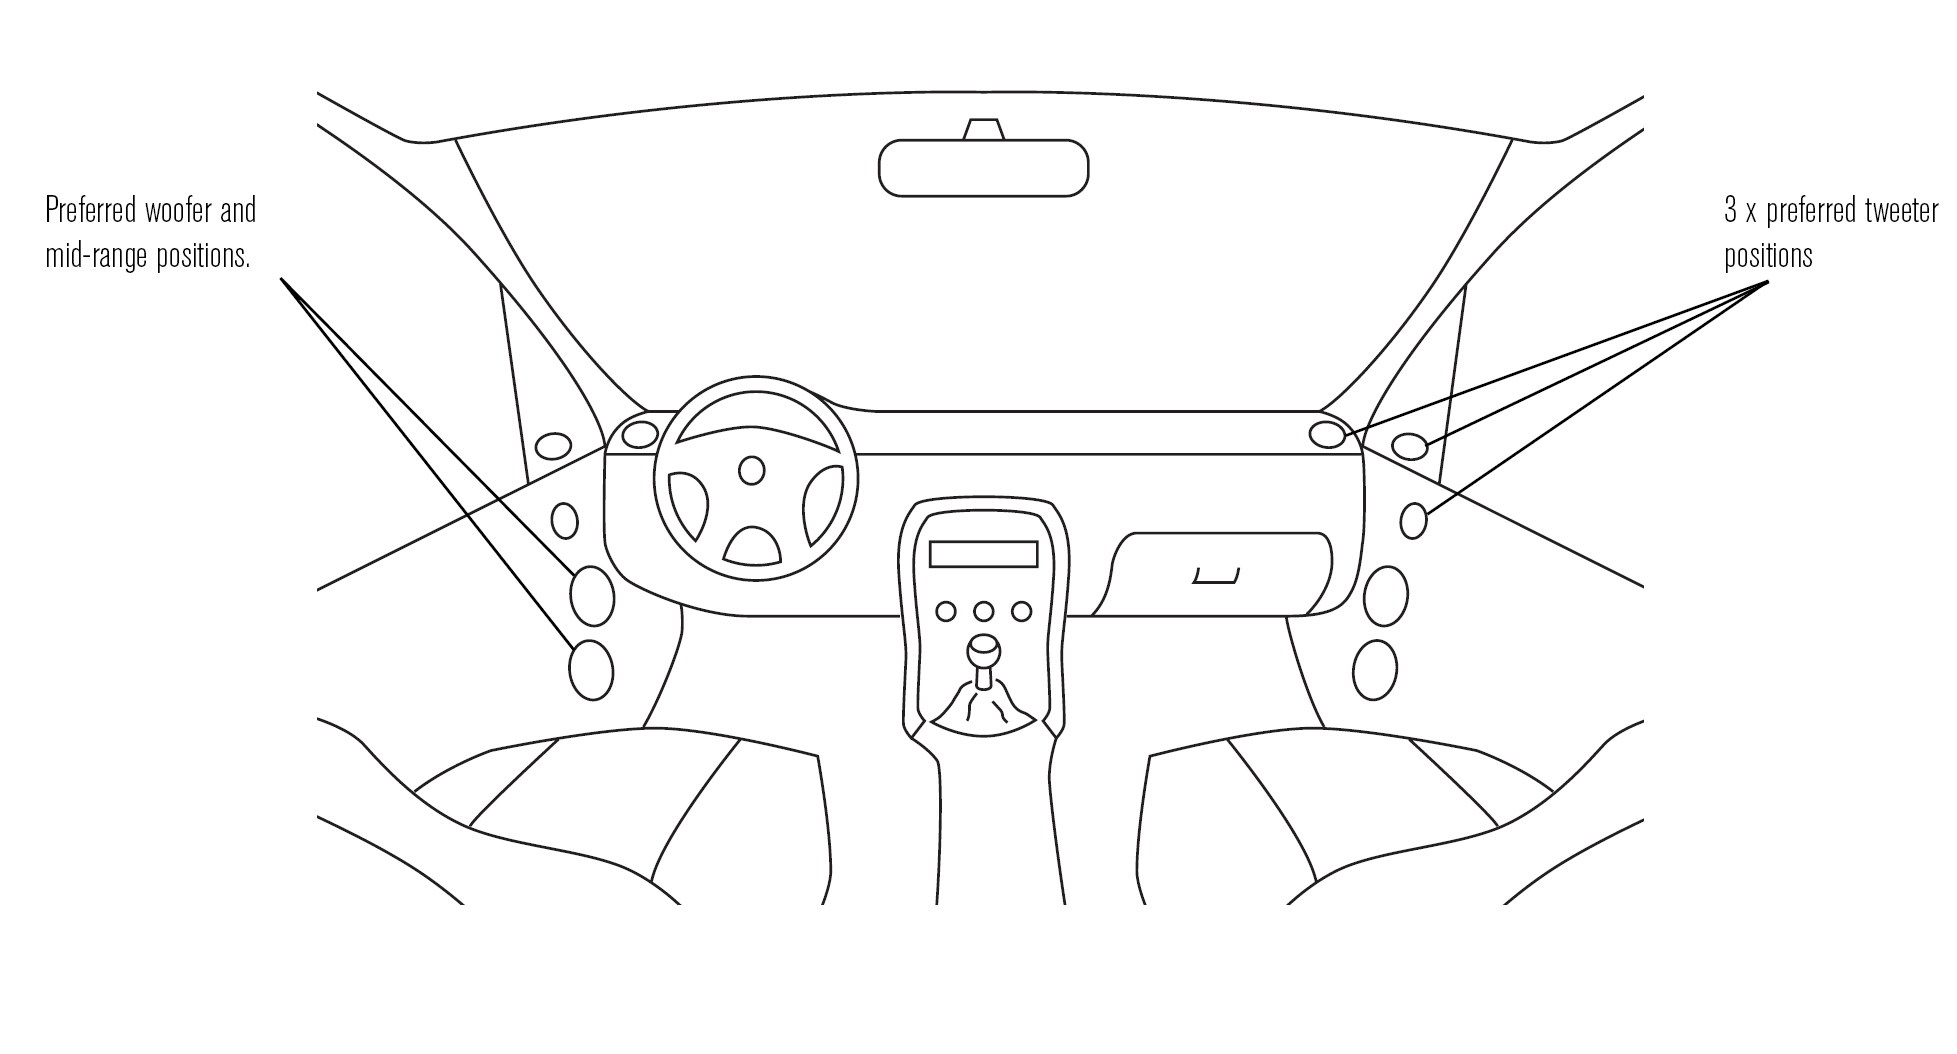 Preferred woofer and
mid-range positions.
3 x preferred tweeter
positions